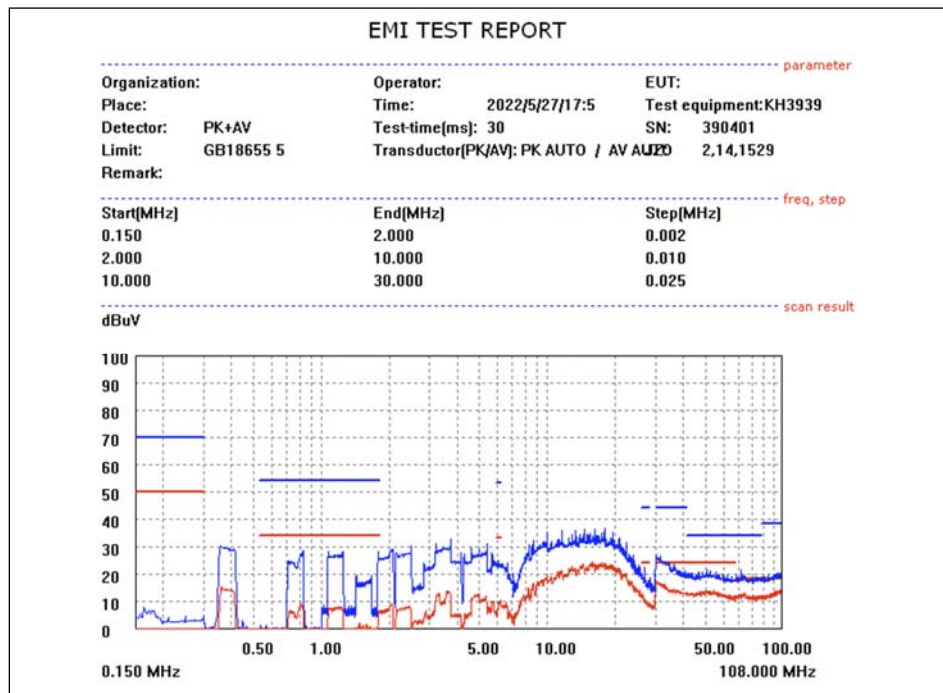 EMI TEST REPORT
parameter
Organization: Operator: EUT:
Place: Time: 2022/5/27/17:5 Test equipment:KH3939
Detector: PK+AV Test-time(ms): 30 SN: 390401
Limit: GB18655 5 Transductor(PK/AV): PK AUTO / AV AUTO 2,14,1529
Remark:
freq, step
Start(MHz) End(MHz) Step(MHz)
0.150 2.000 0.002
2.000 10.000 0.010
10.000 30.000 0.025
scan result
dBuV
100
90
80
70
60
50
40
30
20
10
0
0.50 1.00 5.00 10.00 50.00 100.00
0.150 MHz 108.000 MHz